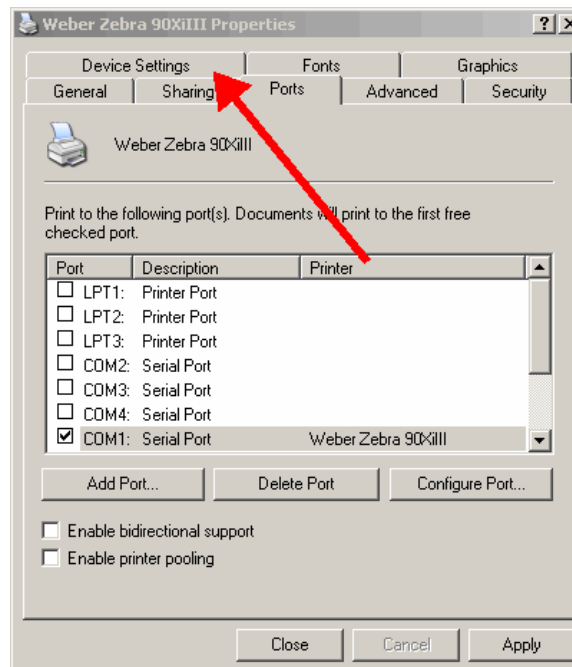 Weber Zebra 90XiIII Properties
Device Settings Fonts Graphics
General Sharing Ports Advanced Security
Weber Zebra 90XiIII
Print to the following port(s). Documents will print to the first free
checked port.
Port Description Printer
LPT1: Printer Port
LPT2: Printer Port
LPT3: Printer Port
COM2: Serial Port
COM3: Serial Port
COM4: Serial Port
COM1: Serial Port Weber Zebra 90XiIII
Add Port... Delete Port Configure Port...
Enable bidirectional support
Enable printer pooling
Close Cancel Apply